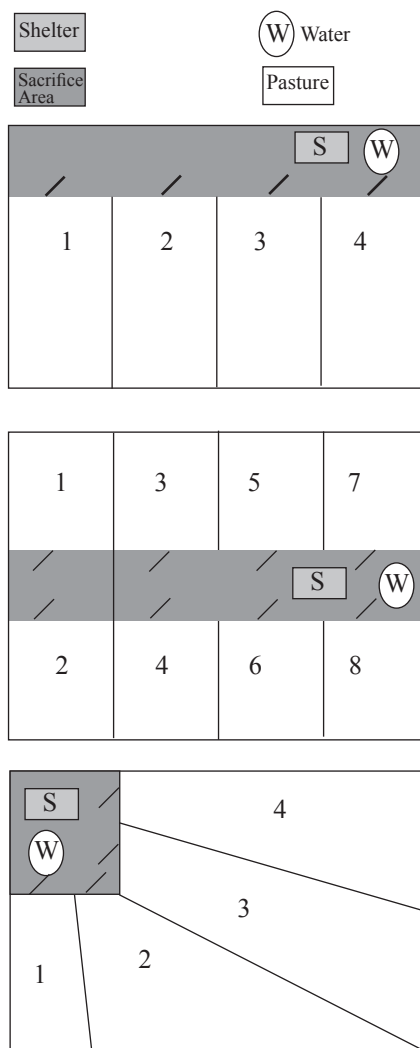 Shelter
W Water
Sacrifice
Area
Pasture
S W
1 2 3 4
1 3 5 7
S W
2 4 6 8
S
4
W
3
2
1